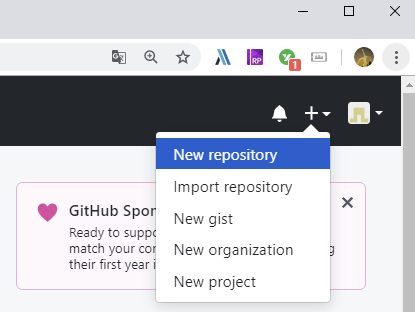 RP
1
New repository
Import repository
New gist
New organization
New project
GitHub Spon
Ready to suppo
match your con
their first year i
g